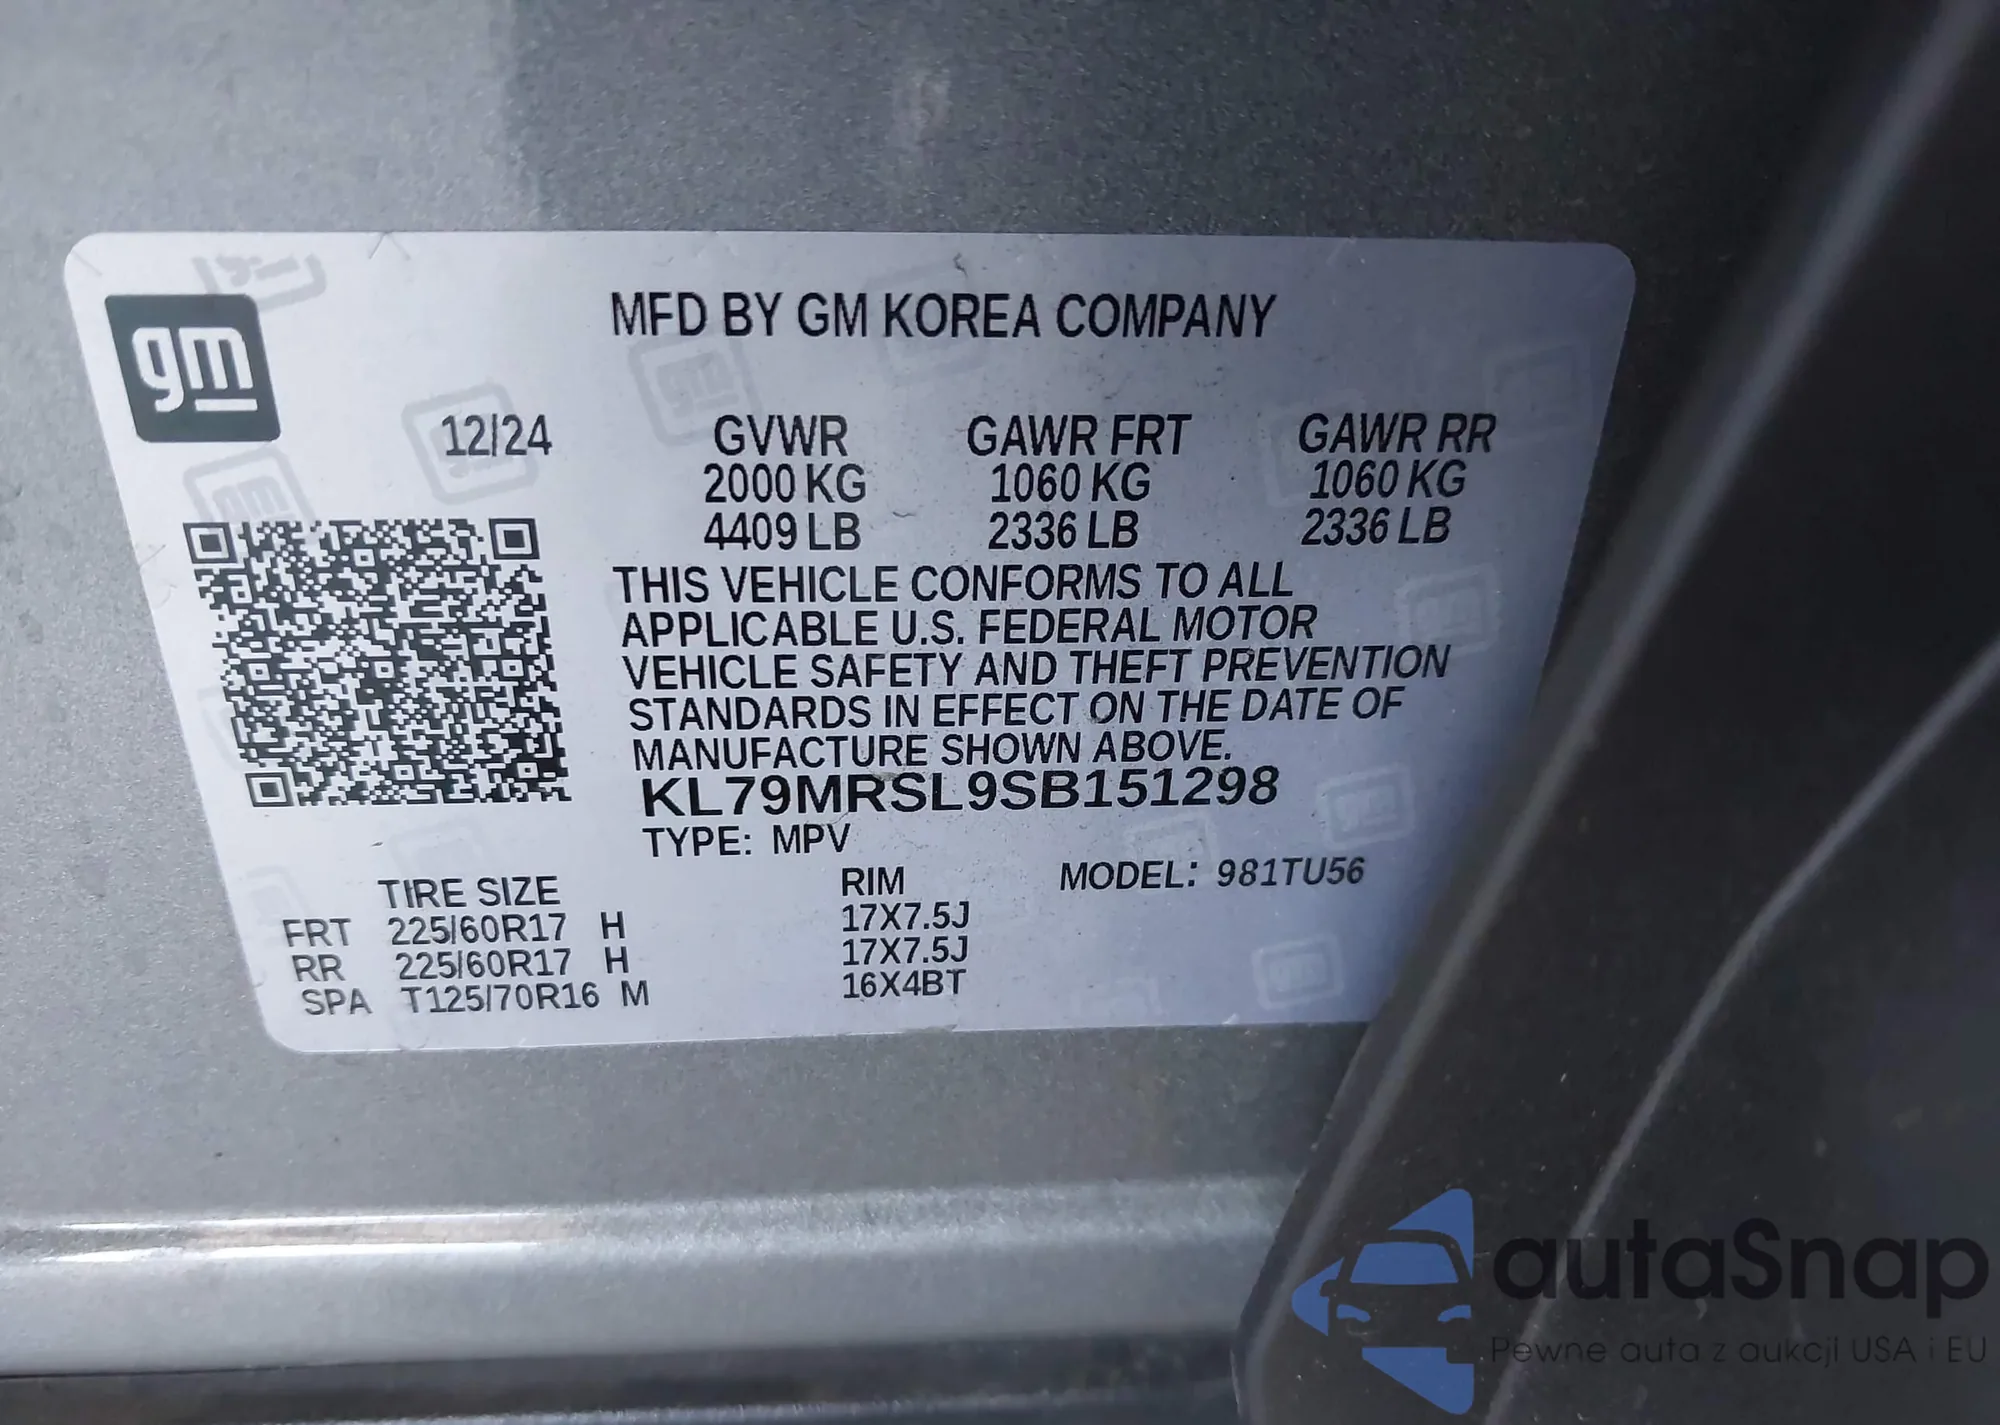 gm
MFD BY GM KOREA COMPANY
12/24 GVWR GAWR FRT GAWR RR
2000 KG 1060 KG 1060 KG
4409 LB 2336 LB 2336 LB
THIS VEHICLE CONFORMS TO ALL
APPLICABLE U.S. FEDERAL MOTOR
VEHICLE SAFETY AND THEFT PREVENTION
STANDARDS IN EFFECT ON THE DATE OF
MANUFACTURE SHOWN ABOVE.
KL79MRSL9SB151298
TYPE: MPV
TIRE SIZE RIM MODEL: 981TU56
FRT 225/60R17 H 17X7.5J
RR 225/60R17 H 17X7.5J
SPA T125/70R16 M 16X4BT
autaSnap
Pewne auta z aukcji USA i EU